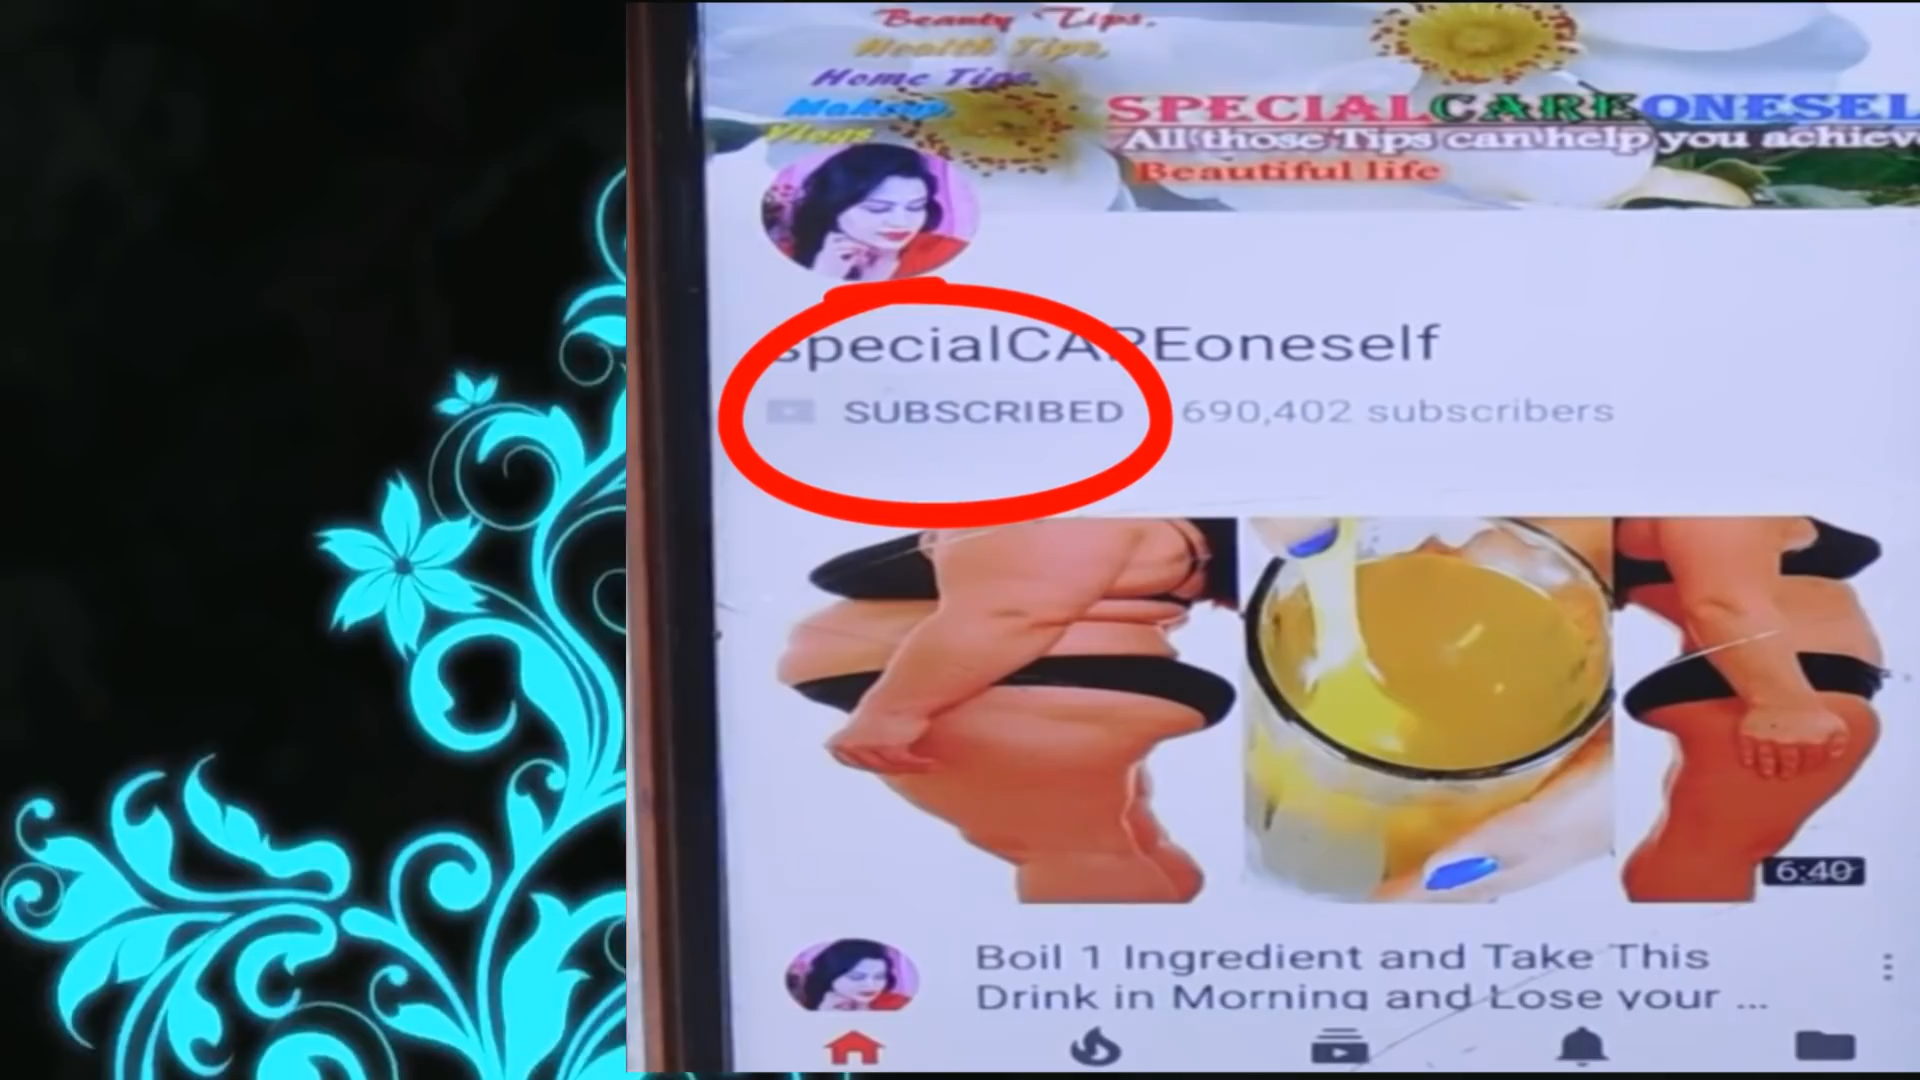 Beauty Tips,
Health Tips,
Home Tips,
Makeup,
Vlogs
SPECIALCAREONESEL
All those Tips can help you achiev
Beautiful life
specialCAREoneself
SUBSCRIBED 690,402 subscribers
6:40
Boil 1 Ingredient and Take This
Drink in Morning and Lose your ...